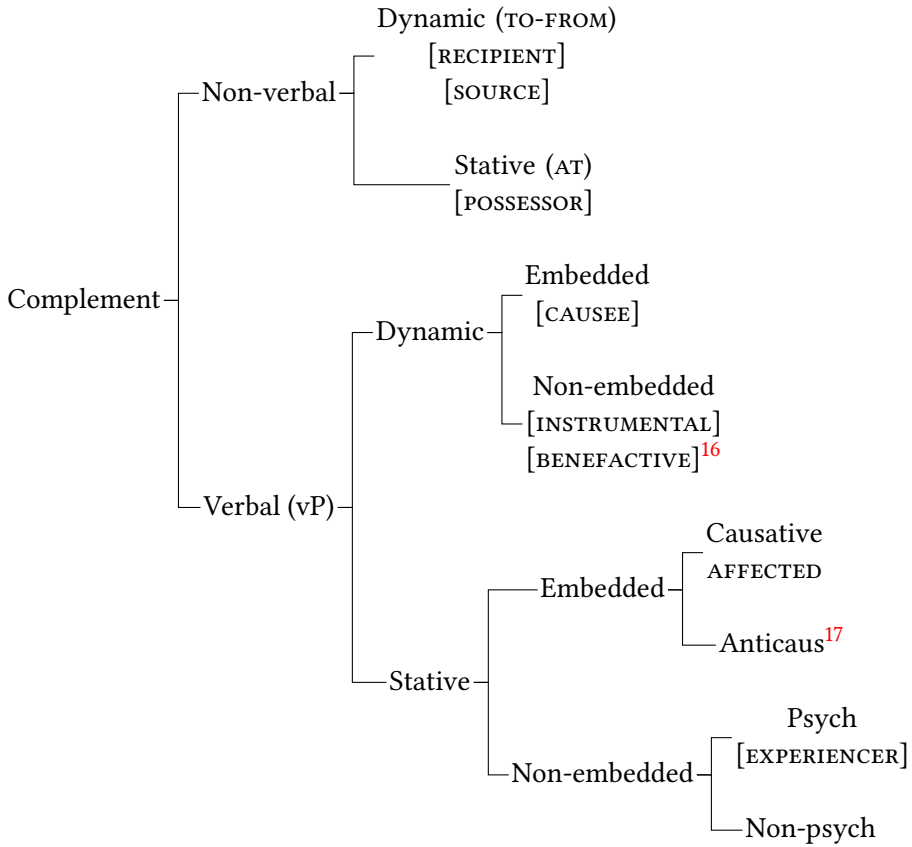 Dynamic (TO-FROM)
[RECIPIENT]
[SOURCE]
Non-verbal
Stative (AT)
[POSSESSOR]
Complement
Embedded
[CAUSEE]
Dynamic
Non-embedded
[INSTRUMENTAL]
[BENEFACTIVE]16
Verbal (vP)
Causative
AFFECTED
Embedded
Anticaus17
Stative
Psych
[EXPERIENCER]
Non-embedded
Non-psych